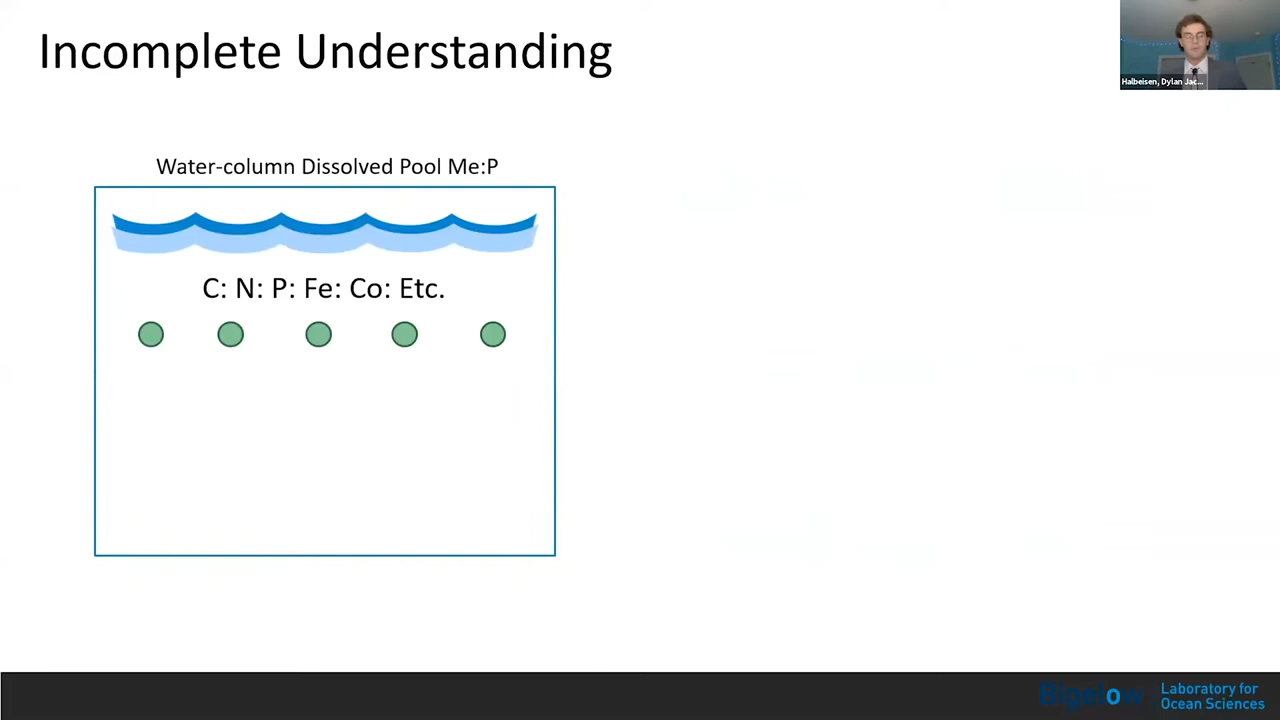 Incomplete Understanding
Halbeisen, Dylan Jac...
Water-column Dissolved Pool Me:P
C: N: P: Fe: Co: Etc.
Bigelow
Laboratory for
Ocean Sciences